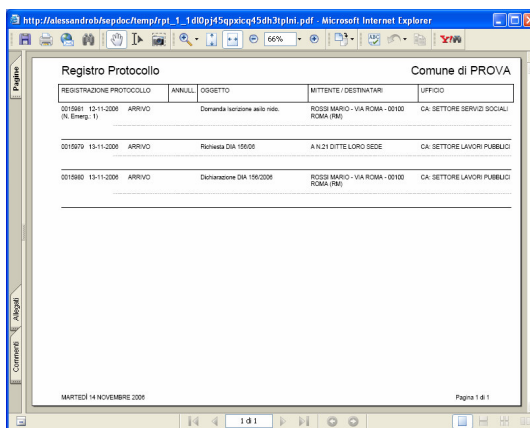 http://alessandrob/sepdoc/temp/rpt_1_1dl0pj45qpxicq45dh3tplni.pdf - Microsoft Internet Explorer
66%
Y!
Pagine
Allegati
Commenti
Registro Protocollo Comune di PROVA
REGISTRAZIONE PROTOCOLLO ANNULL. OGGETTO MITTENTE / DESTINATARI UFFICIO
0015981 12-11-2006 ARRIVO Domanda Iscrizione asilo nido. ROSSI MARIO - VIA ROMA - 00100 CA: SETTORE SERVIZI SOCIALI
(N. Emerg.: 1) ROMA (RM)
0015979 13-11-2006 ARRIVO Richiesta DIA 156/06 A N.21 DITTE LORO SEDE CA: SETTORE LAVORI PUBBLICI
0015980 13-11-2006 ARRIVO Dichiarazione DIA 156/2006 ROSSI MARIO - VIA ROMA - 00100 CA: SETTORE LAVORI PUBBLICI
ROMA (RM)
MARTEDÌ 14 NOVEMBRE 2006 Pagina 1 di 1
1 di 1